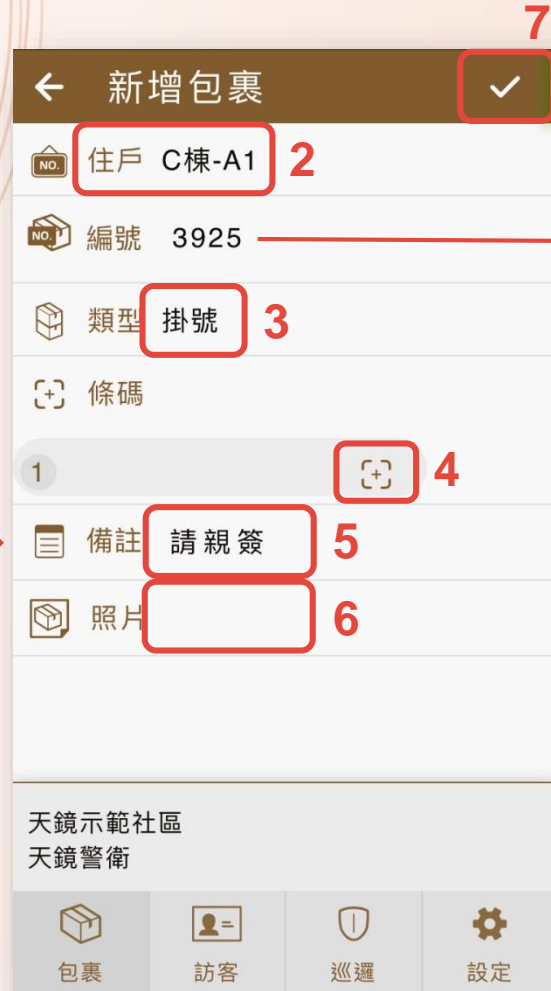 7
新增包裹
NO. 住戶 C棟-A1 2
NO. 編號 3925
類型 掛號 3
條碼
1 4
備註 請親簽 5
照片 6
天鏡示範社區
天鏡警衛
包裹 訪客 巡邏 設定